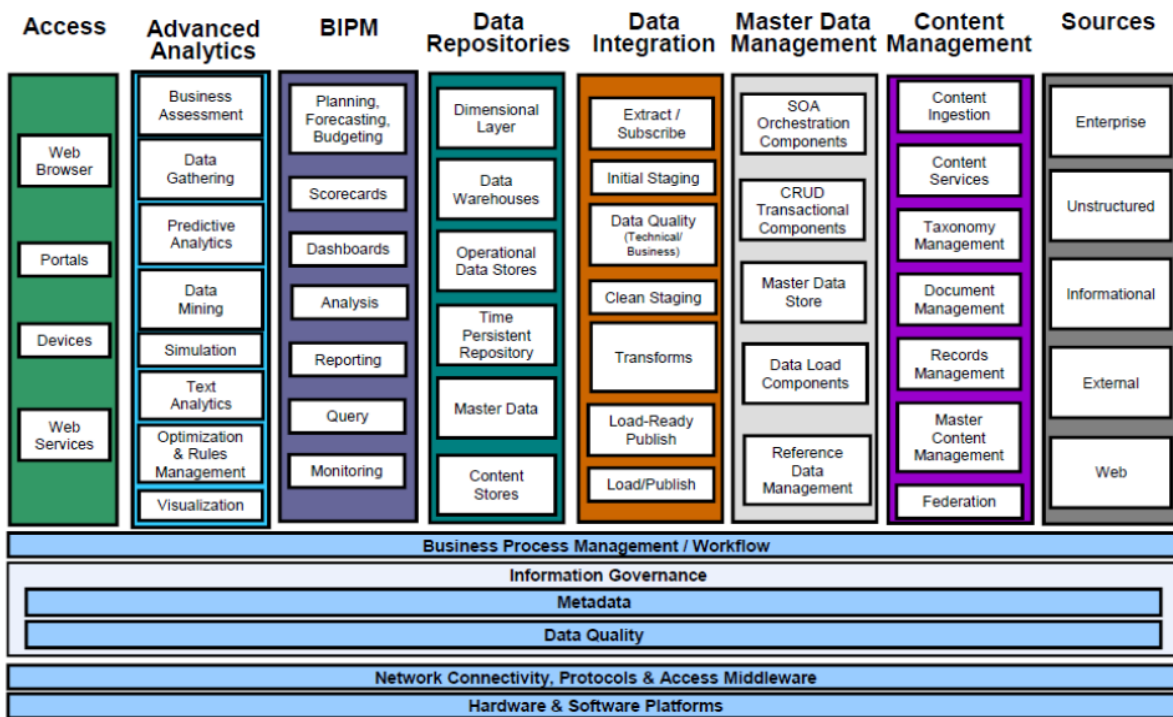 Access
Advanced
Analytics
BIPM
Data
Repositories
Data
Integration
Master Data
Management
Content
Management
Sources
Web
Browser
Portals
Devices
Web
Services
Business
Assessment
Data
Gathering
Predictive
Analytics
Data
Mining
Simulation
Text
Analytics
Optimization
& Rules
Management
Visualization
Planning,
Forecasting,
Budgeting
Scorecards
Dashboards
Analysis
Reporting
Query
Monitoring
Dimensional
Layer
Data
Warehouses
Operational
Data Stores
Time
Persistent
Repository
Master Data
Content
Stores
Extract /
Subscribe
Initial Staging
Data Quality
(Technical/
Business)
Clean Staging
Transforms
Load-Ready
Publish
Load/Publish
SOA
Orchestration
Components
CRUD
Transactional
Components
Master Data
Store
Data Load
Components
Reference
Data
Management
Content
Ingestion
Content
Services
Taxonomy
Management
Document
Management
Records
Management
Master
Content
Management
Federation
Enterprise
Unstructured
Informational
External
Web
Business Process Management / Workflow
Information Governance
Metadata
Data Quality
Network Connectivity, Protocols & Access Middleware
Hardware & Software Platforms